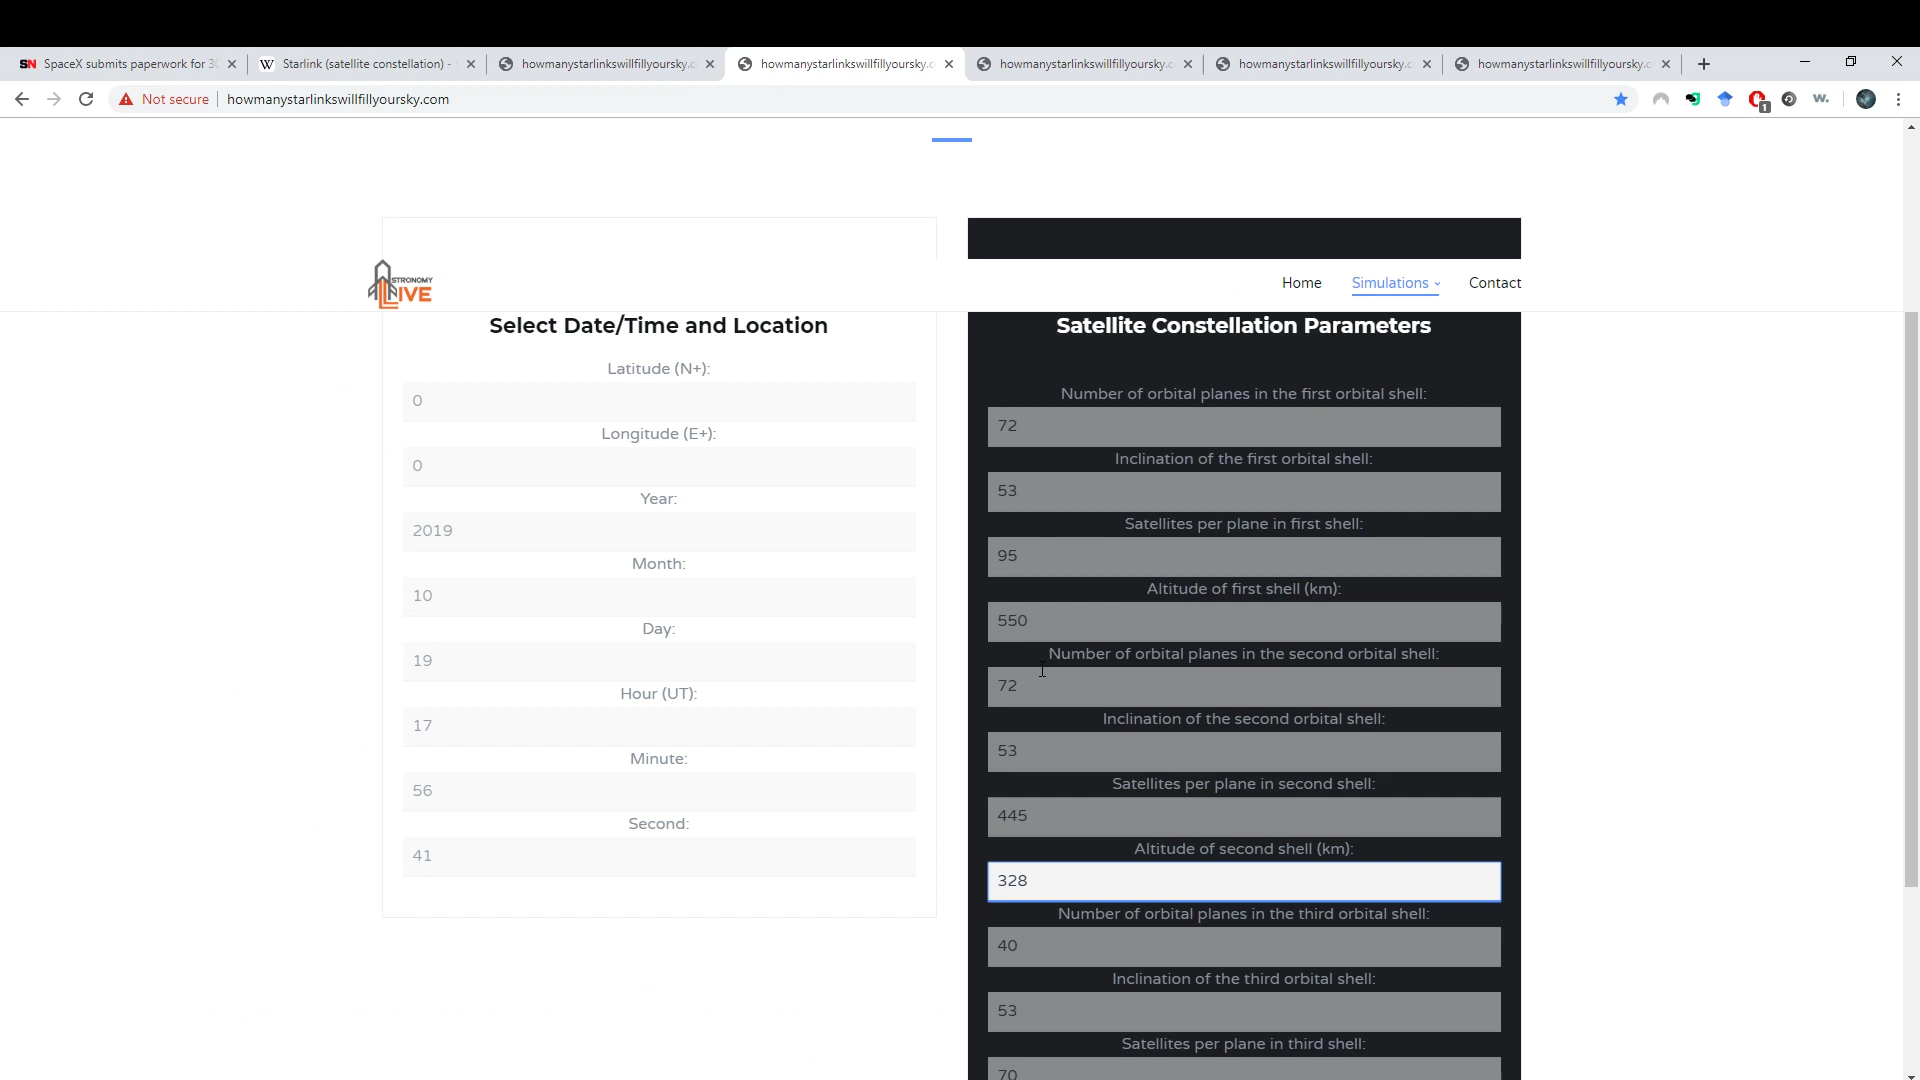 SN SpaceX submits paperwork for 30
W Starlink (satellite constellation) -
howmanystarlinkswillfillyoursky.c
howmanystarlinkswillfillyoursky.c
howmanystarlinkswillfillyoursky.c
howmanystarlinkswillfillyoursky.c
howmanystarlinkswillfillyoursky.c
Not secure
howmanystarlinkswillfillyoursky.com
1
W.
ASTRONOMY
LIVE
Home
Simulations
Contact
Select Date/Time and Location
Latitude (N+):
0
Longitude (E+):
0
Year:
2019
Month:
10
Day:
19
Hour (UT):
17
Minute:
56
Second:
41
Satellite Constellation Parameters
Number of orbital planes in the first orbital shell:
72
Inclination of the first orbital shell:
53
Satellites per plane in first shell:
95
Altitude of first shell (km):
550
Number of orbital planes in the second orbital shell:
72
Inclination of the second orbital shell:
53
Satellites per plane in second shell:
445
Altitude of second shell (km):
328
Number of orbital planes in the third orbital shell:
40
Inclination of the third orbital shell:
53
Satellites per plane in third shell:
70